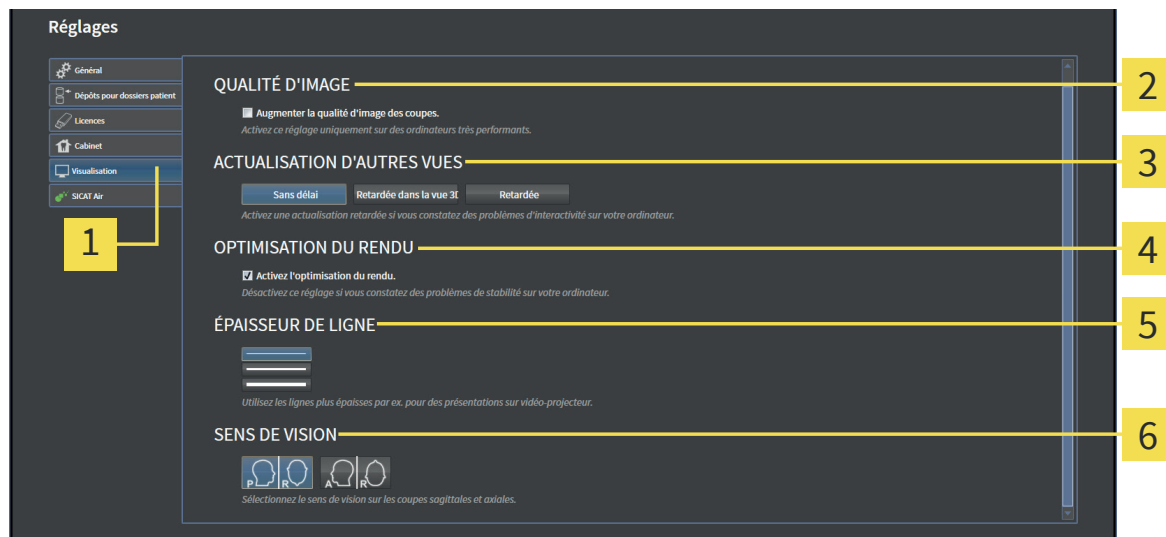 Réglages
Général
Dépôts pour dossiers patient
Licences
Cabinet
Visualisation
SICAT Air
1
QUALITÉ D'IMAGE
2
Augmenter la qualité d'image des coupes.
Activez ce réglage uniquement sur des ordinateurs très performants.
ACTUALISATION D'AUTRES VUES
3
Sans délai
Retardée dans la vue 3D
Retardée
Activez une actualisation retardée si vous constatez des problèmes d'interactivité sur votre ordinateur.
OPTIMISATION DU RENDU
4
Activez l'optimisation du rendu.
Désactivez ce réglage si vous constatez des problèmes de stabilité sur votre ordinateur.
ÉPAISSEUR DE LIGNE
5
Utilisez les lignes plus épaisses par ex. pour des présentations sur vidéo-projecteur.
SENS DE VISION
6
P R A R
Sélectionnez le sens de vision sur les coupes sagittales et axiales.